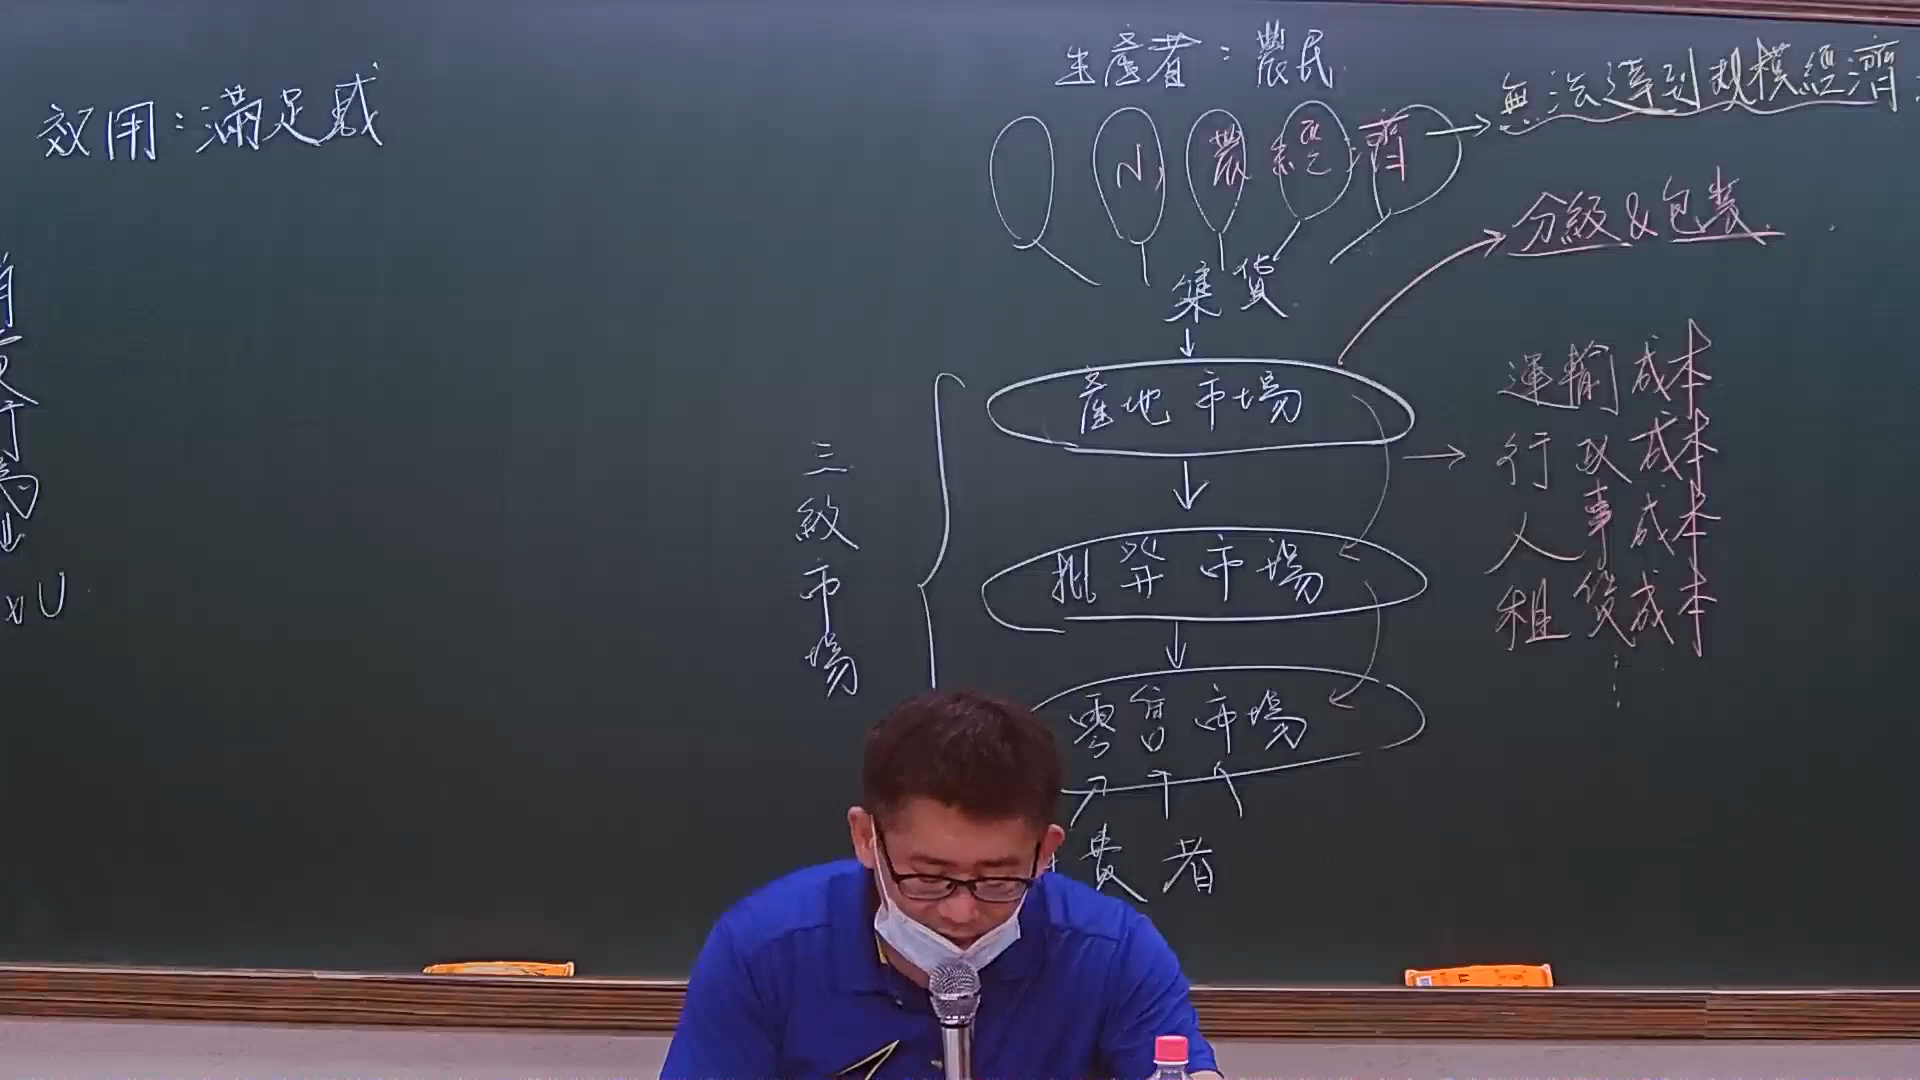 效用：滿足感
xU
生產者：農民
小農經濟 → 無法達到規模經濟
分級&包裝
集貨
三級市場
產地市場
批發市場
零售市場
費者
運輸成本
行政成本
人事成本
租貸成本
⋮